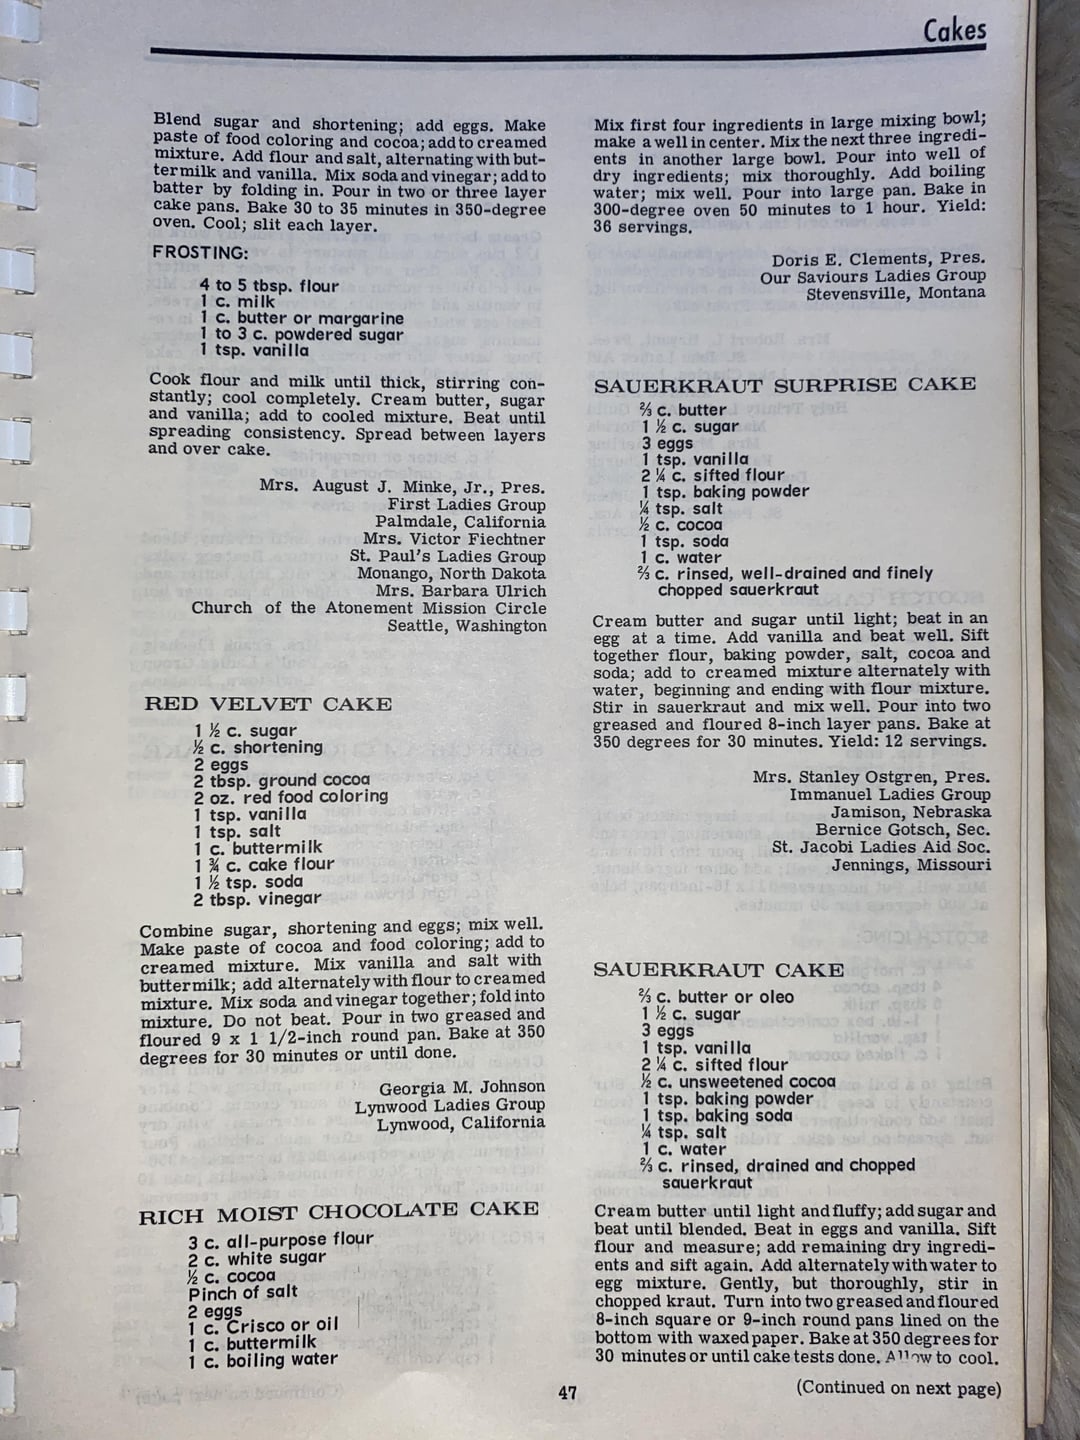 Cakes
Blend sugar and shortening; add eggs. Make
paste of food coloring and cocoa; add to creamed
mixture. Add flour and salt, alternating with but-
termilk and vanilla. Mix soda and vinegar; add to
batter by folding in. Pour in two or three layer
cake pans. Bake 30 to 35 minutes in 350-degree
oven. Cool; slit each layer.
FROSTING:
4 to 5 tbsp. flour
1 c. milk
1 c. butter or margarine
1 to 3 c. powdered sugar
1 tsp. vanilla
Cook flour and milk until thick, stirring con-
stantly; cool completely. Cream butter, sugar
and vanilla; add to cooled mixture. Beat until
spreading consistency. Spread between layers
and over cake.
Mrs. August J. Minke, Jr., Pres.
First Ladies Group
Palmdale, California
Mrs. Victor Fiechtner
St. Paul's Ladies Group
Monango, North Dakota
Mrs. Barbara Ulrich
Church of the Atonement Mission Circle
Seattle, Washington
RED VELVET CAKE
1 ½ c. sugar
½ c. shortening
2 eggs
2 tbsp. ground cocoa
2 oz. red food coloring
1 tsp. vanilla
1 tsp. salt
1 c. buttermilk
1 ¾ c. cake flour
1 ½ tsp. soda
2 tbsp. vinegar
Combine sugar, shortening and eggs; mix well.
Make paste of cocoa and food coloring; add to
creamed mixture. Mix vanilla and salt with
buttermilk; add alternately with flour to creamed
mixture. Mix soda and vinegar together; fold into
mixture. Do not beat. Pour in two greased and
floured 9 x 1 1/2-inch round pan. Bake at 350
degrees for 30 minutes or until done.
Georgia M. Johnson
Lynwood Ladies Group
Lynwood, California
RICH MOIST CHOCOLATE CAKE
3 c. all-purpose flour
2 c. white sugar
½ c. cocoa
Pinch of salt
2 eggs
1 c. Crisco or oil
1 c. buttermilk
1 c. boiling water
Mix first four ingredients in large mixing bowl;
make a well in center. Mix the next three ingredi-
ents in another large bowl. Pour into well of
dry ingredients; mix thoroughly. Add boiling
water; mix well. Pour into large pan. Bake in
300-degree oven 50 minutes to 1 hour. Yield:
36 servings.
Doris E. Clements, Pres.
Our Saviours Ladies Group
Stevensville, Montana
SAUERKRAUT SURPRISE CAKE
⅔ c. butter
1 ½ c. sugar
3 eggs
1 tsp. vanilla
2 ¼ c. sifted flour
1 tsp. baking powder
¼ tsp. salt
½ c. cocoa
1 tsp. soda
1 c. water
⅔ c. rinsed, well-drained and finely
chopped sauerkraut
Cream butter and sugar until light; beat in an
egg at a time. Add vanilla and beat well. Sift
together flour, baking powder, salt, cocoa and
soda; add to creamed mixture alternately with
water, beginning and ending with flour mixture.
Stir in sauerkraut and mix well. Pour into two
greased and floured 8-inch layer pans. Bake at
350 degrees for 30 minutes. Yield: 12 servings.
Mrs. Stanley Ostgren, Pres.
Immanuel Ladies Group
Jamison, Nebraska
Bernice Gotsch, Sec.
St. Jacobi Ladies Aid Soc.
Jennings, Missouri
SAUERKRAUT CAKE
⅔ c. butter or oleo
1 ½ c. sugar
3 eggs
1 tsp. vanilla
2 ¼ c. sifted flour
½ c. unsweetened cocoa
1 tsp. baking powder
1 tsp. baking soda
¼ tsp. salt
1 c. water
⅔ c. rinsed, drained and chopped
sauerkraut
Cream butter until light and fluffy; add sugar and
beat until blended. Beat in eggs and vanilla. Sift
flour and measure; add remaining dry ingredi-
ents and sift again. Add alternately with water to
egg mixture. Gently, but thoroughly, stir in
chopped kraut. Turn into two greased and floured
8-inch square or 9-inch round pans lined on the
bottom with waxed paper. Bake at 350 degrees for
30 minutes or until cake tests done. Allow to cool.
(Continued on next page)
47